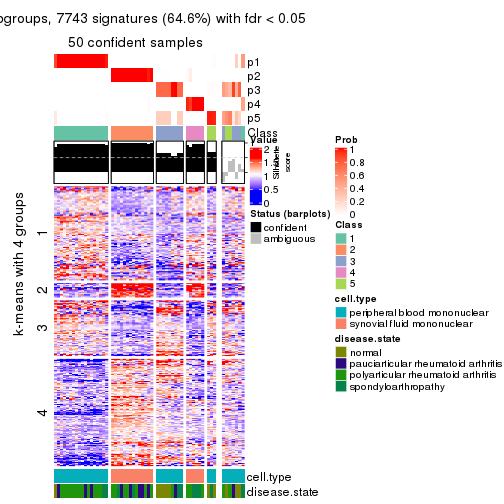 ogroups, 7743 signatures (64.6%) with fdr < 0.05
50 confident samples
p1
p2
p3
p4
p5
Class
k-means with 4 groups
1
2
3
4
cell.type
disease.state
Value
2
1.5
1
0.5
0
Silhouette
score
Status (barplots)
confident
ambiguous
Prob
1
0.8
0.6
0.4
0.2
0
Class
1
2
3
4
5
cell.type
peripheral blood mononuclear
synovial fluid mononuclear
disease.state
normal
pauciarticular rheumatoid arthritis
polyarticular rheumatoid arthritis
spondyloarthropathy